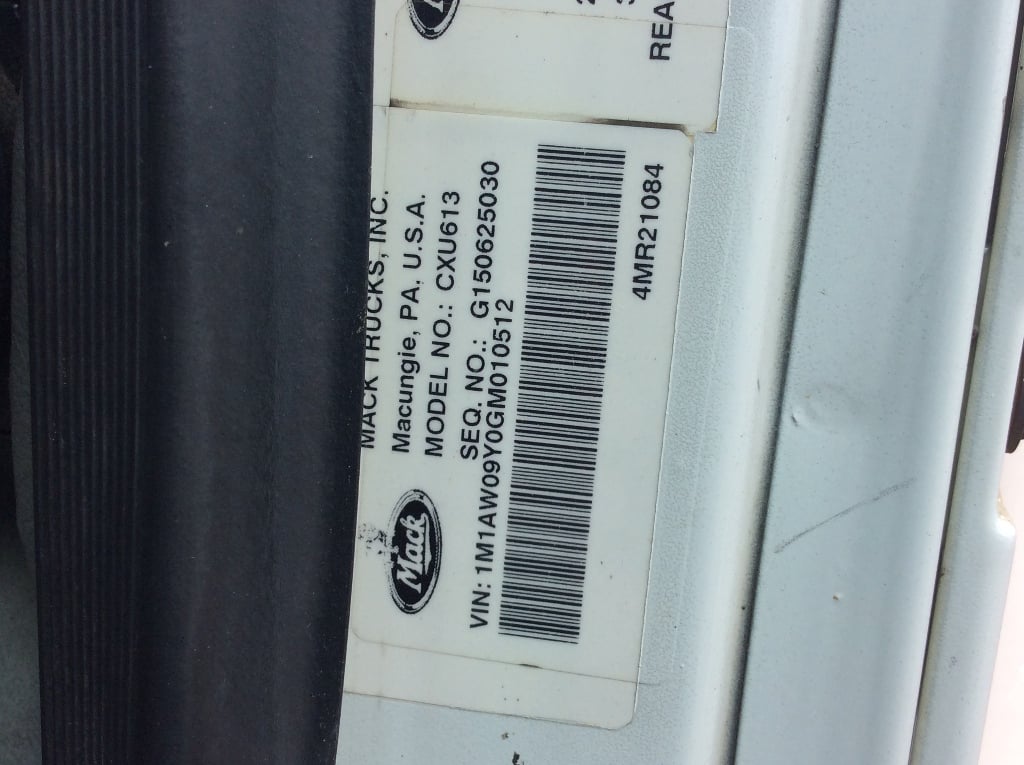 MACK TRUCKS, INC.
Macungie, PA, U.S.A.
MODEL NO.: CXU613
SEQ. NO.: G150625030
VIN: 1M1AW09Y0GM010512
4MR21084
Mack
REA